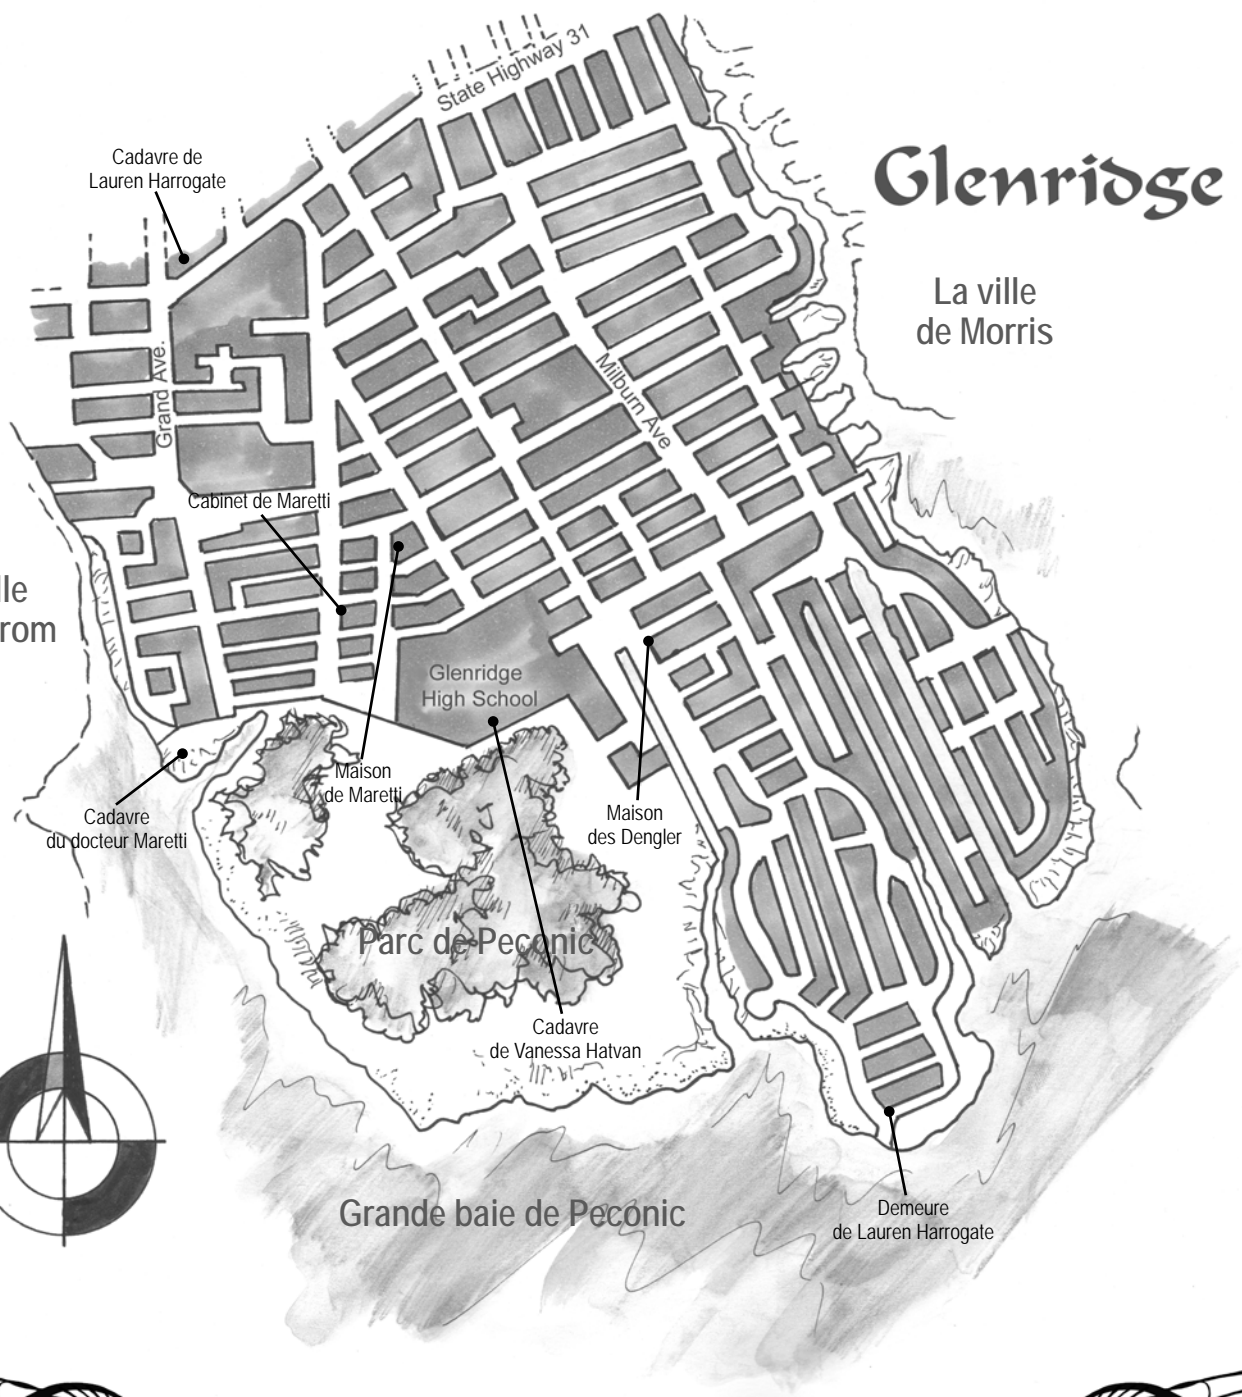 State Highway 31
Cadavre de
Lauren Harrogate
Glenridge
La ville
de Morris
Grand Ave.
Milburn Ave
Cabinet de Maretti
Glenridge
High School
Maison
de Maretti
Cadavre
du docteur Maretti
Maison
des Dengler
Parc de Peconic
Cadavre
de Vanessa Hatvan
Grande baie de Peconic
Demeure
de Lauren Harrogate